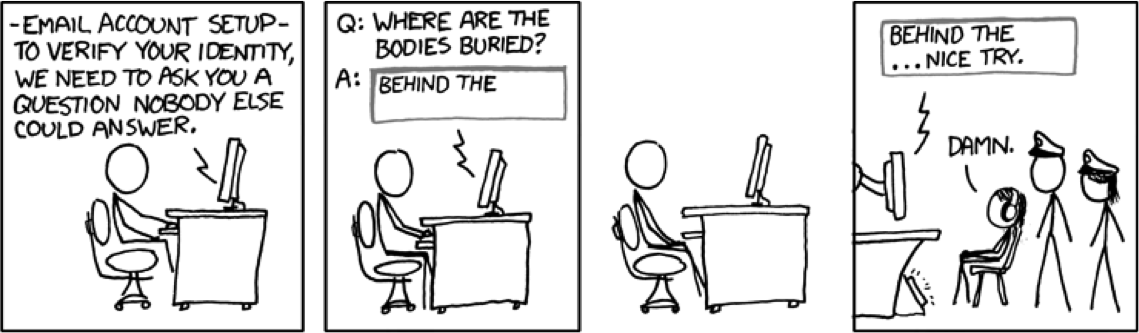 -EMAIL ACCOUNT SETUP-
TO VERIFY YOUR IDENTITY,
WE NEED TO ASK YOU A
QUESTION NOBODY ELSE
COULD ANSWER.
Q: WHERE ARE THE
BODIES BURIED?
A: BEHIND THE
BEHIND THE
...NICE TRY.
DAMN.